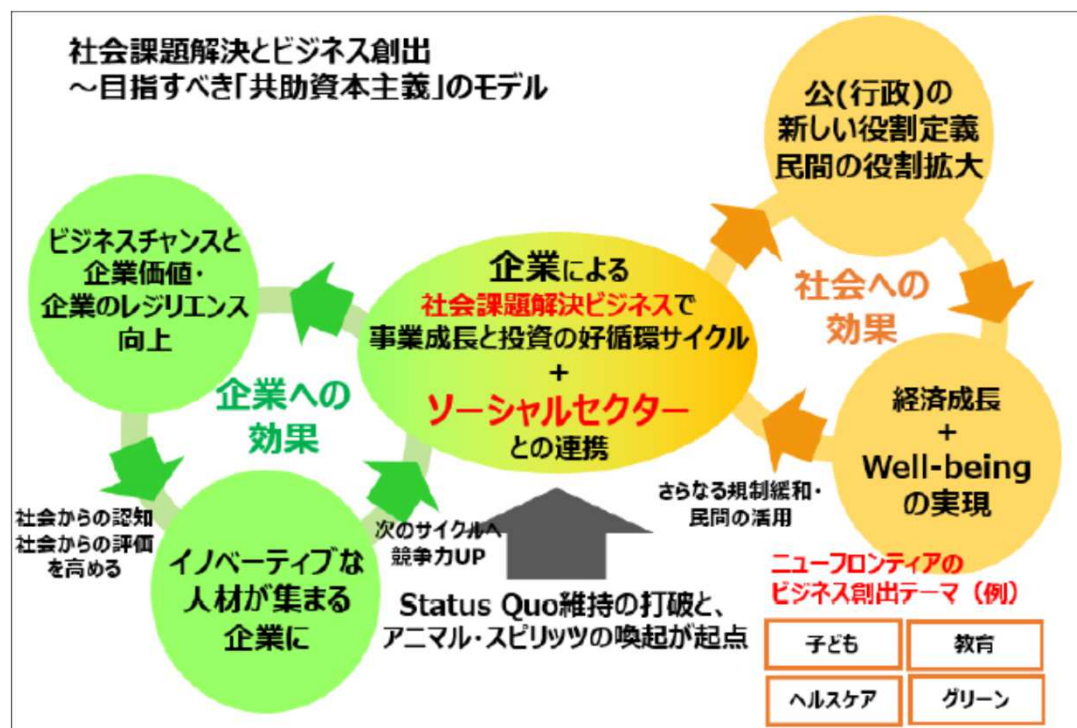 社会課題解決とビジネス創出
～目指すべき「共助資本主義」のモデル
公(行政)の
新しい役割定義
民間の役割拡大
ビジネスチャンスと
企業価値・
企業のレジリエンス
向上
企業による
社会課題解決ビジネスで
事業成長と投資の好循環サイクル
+
ソーシャルセクター
との連携
社会への
効果
企業への
効果
経済成長
+
Well-being
の実現
社会からの認知
社会からの評価
を高める
イノベーティブな
人材が集まる
企業に
次のサイクルへ
競争力UP
さらなる規制緩和・
民間の活用
Status Quo維持の打破と、
アニマル・スピリッツの喚起が起点
ニューフロンティアの
ビジネス創出テーマ（例）
子ども
教育
ヘルスケア
グリーン